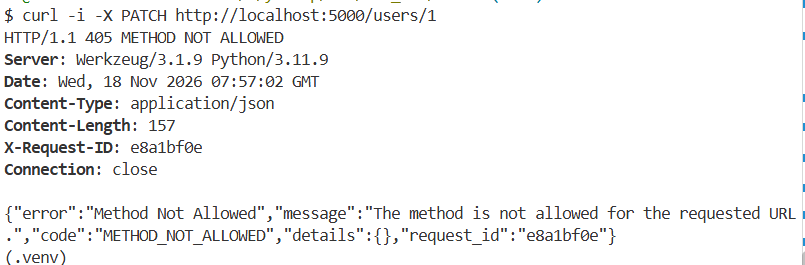 $ curl -i -X PATCH http://localhost:5000/users/1
HTTP/1.1 405 METHOD NOT ALLOWED
Server: Werkzeug/3.1.9 Python/3.11.9
Date: Wed, 18 Nov 2026 07:57:02 GMT
Content-Type: application/json
Content-Length: 157
X-Request-ID: e8a1bf0e
Connection: close

{"error":"Method Not Allowed","message":"The method is not allowed for the requested URL
.","code":"METHOD_NOT_ALLOWED","details":{},"request_id":"e8a1bf0e"}
(.venv)